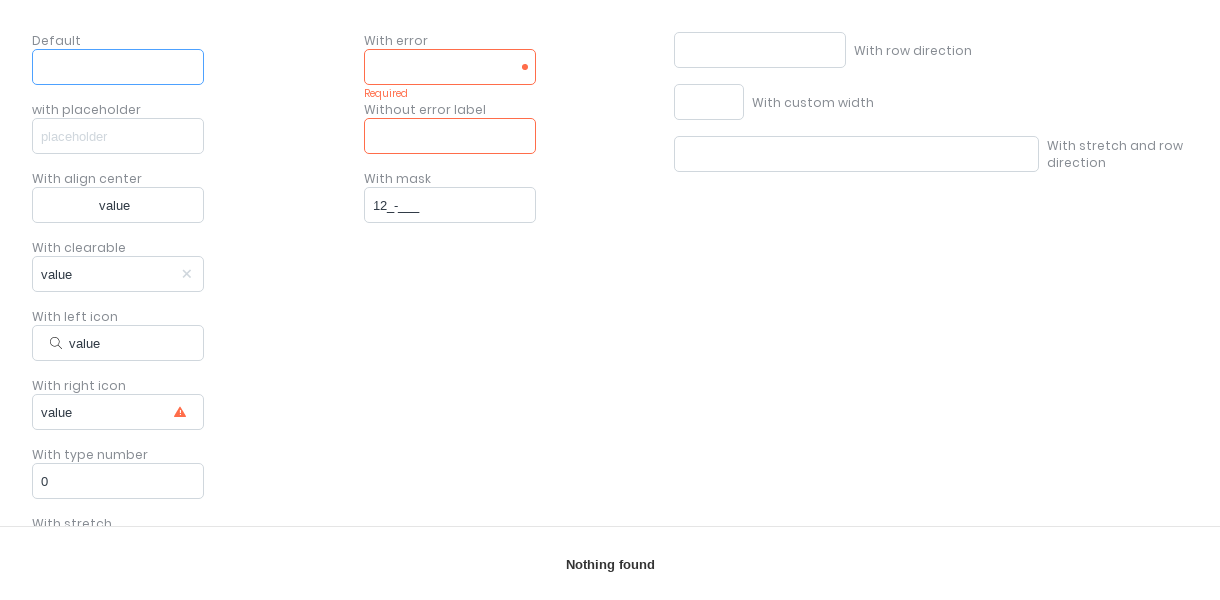 Default
with placeholder
placeholder
With align center
value
With clearable
value
With left icon
value
With right icon
value
With type number
0
With stretch
With error
Required
Without error label
With mask
12_-___
With row direction
With custom width
With stretch and row
direction
Nothing found